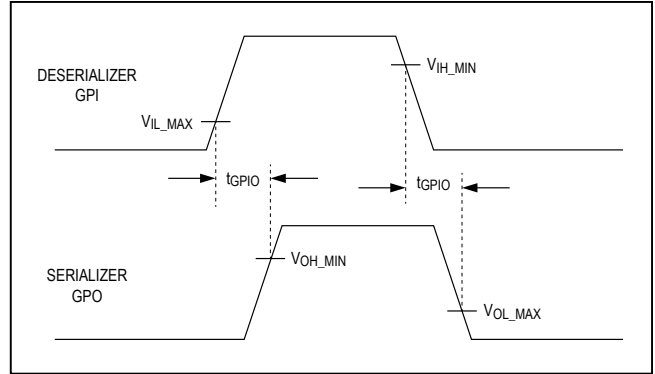 DESERIALIZER
GPI
VIH_MIN
VIL_MAX
tGPIO
tGPIO
VOH_MIN
SERIALIZER
GPO
VOL_MAX